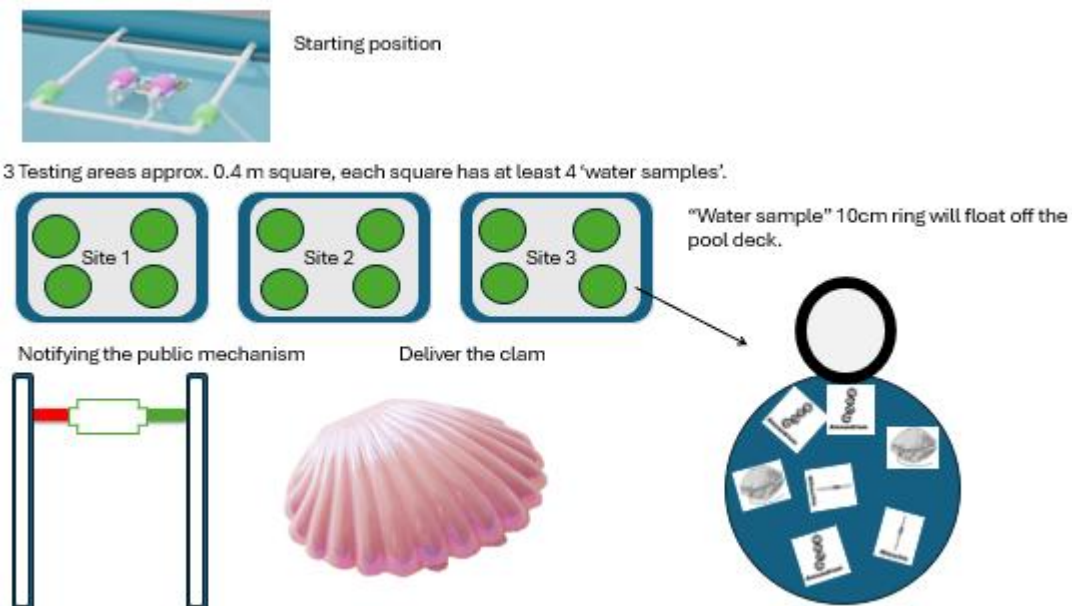 Starting position
3 Testing areas approx. 0.4 m square, each square has at least 4 ‘water samples’.
“Water sample” 10cm ring will float off the
pool deck.
Site 1
Site 2
Site 3
Notifying the public mechanism
Deliver the clam